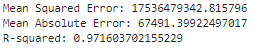 Mean Squared Error: 17536479342.815796
Mean Absolute Error: 67491.39922497017
R-squared: 0.971603702155229